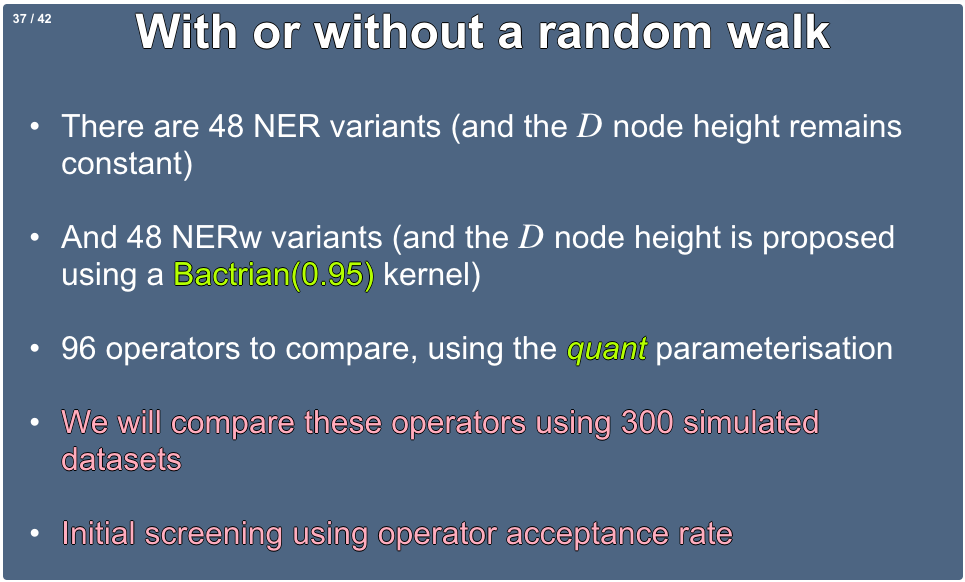 37 / 42
With or without a random walk
• There are 48 NER variants (and the D node height remains
constant)
• And 48 NERw variants (and the D node height is proposed
using a Bactrian(0.95) kernel)
• 96 operators to compare, using the quant parameterisation
• We will compare these operators using 300 simulated
datasets
• Initial screening using operator acceptance rate